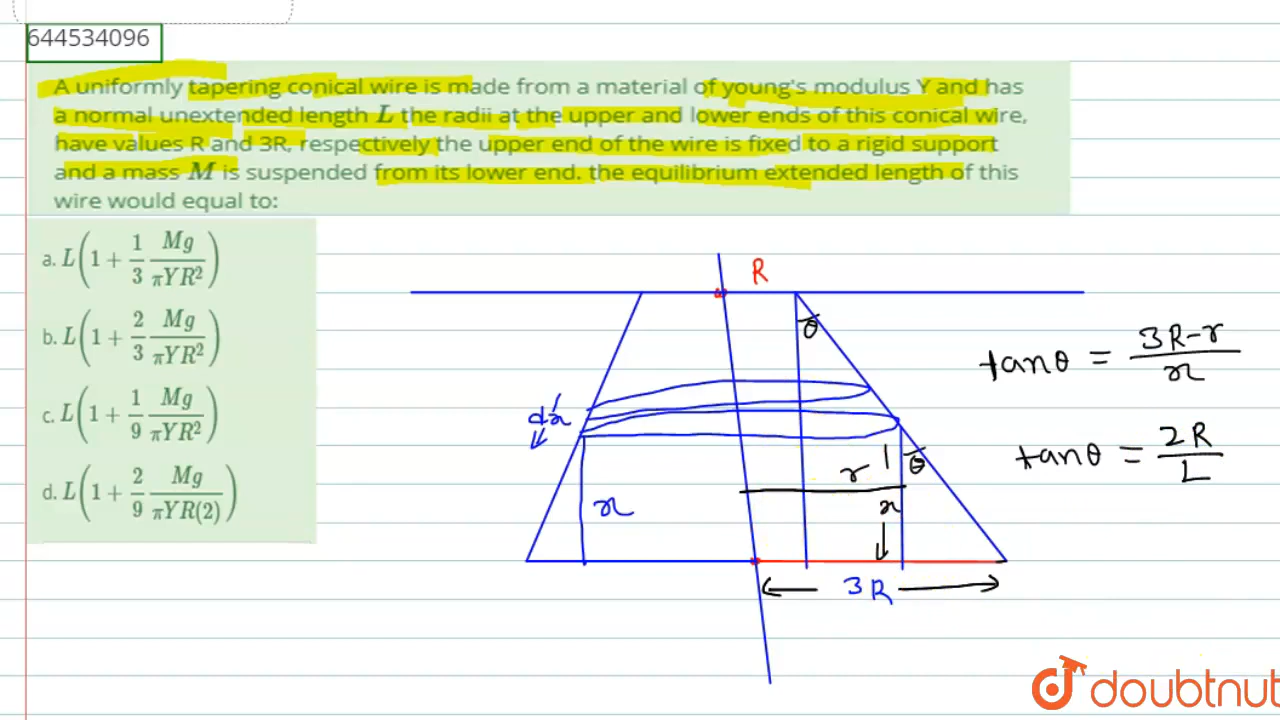 644534096
A uniformly tapering conical wire is made from a material of young's modulus Y and has
a normal unextended length L the radii at the upper and lower ends of this conical wire,
have values R and 3R, respectively the upper end of the wire is fixed to a rigid support
and a mass M is suspended from its lower end. the equilibrium extended length of this
wire would equal to:
a. L(1 + 1/3 Mg/πYR²)
b. L(1 + 2/3 Mg/πYR²)
c. L(1 + 1/9 Mg/πYR²)
d. L(1 + 2/9 Mg/πYR(2))
R
θ
tanθ = 3R-r/x
dx
tanθ = 2R/L
r
θ
x
x
3R
doubtnut